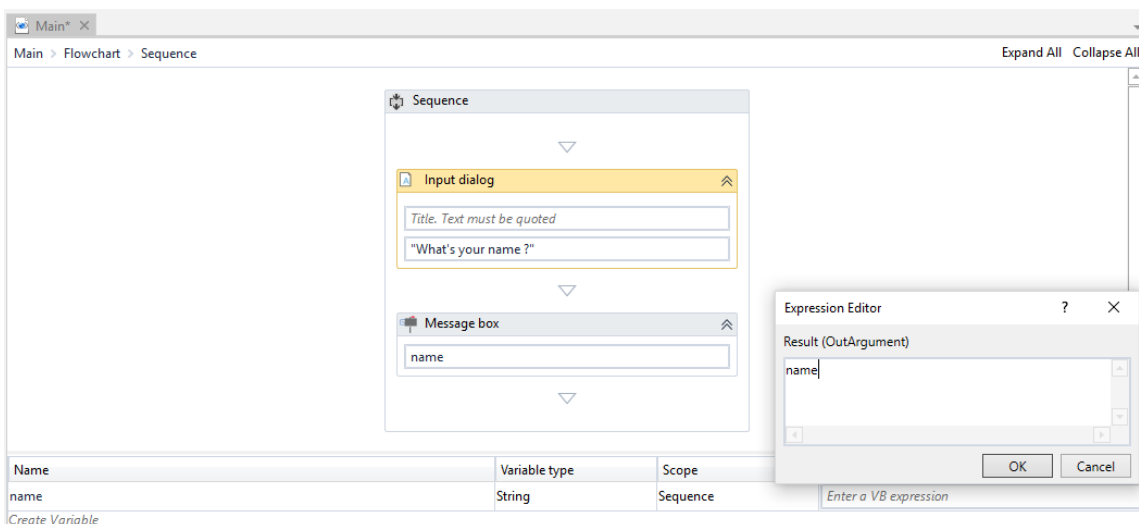 Main* ×
Main > Flowchart > Sequence
Expand All Collapse All
Sequence
Input dialog
Title. Text must be quoted
"What's your name ?"
Message box
name
Expression Editor ? ×
Result (OutArgument)
name
OK Cancel
Name Variable type Scope
name String Sequence Enter a VB expression
Create Variable